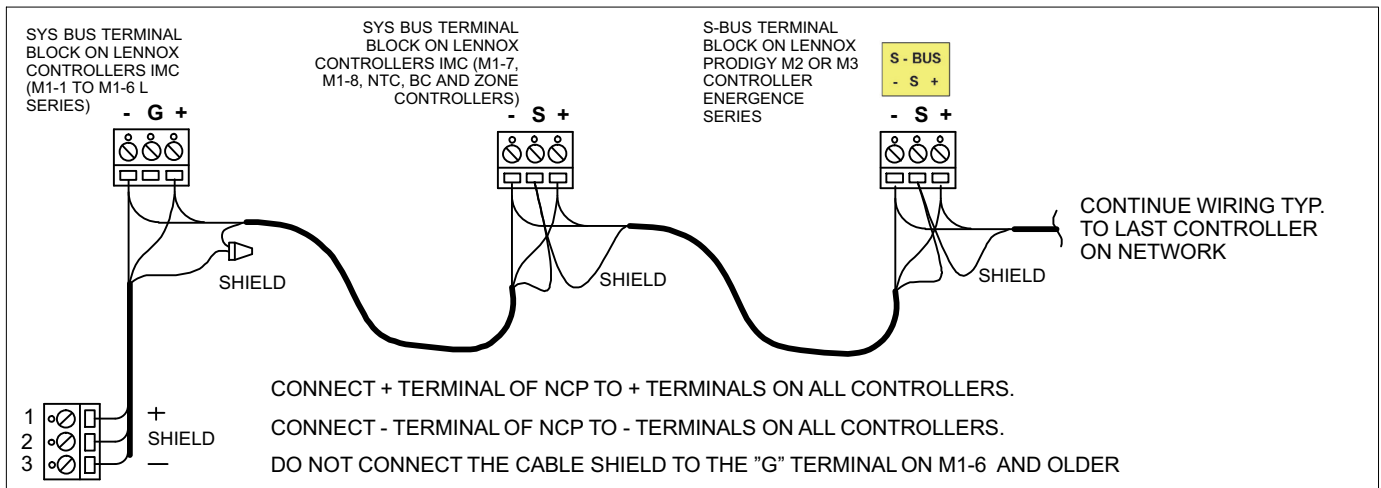 SYS BUS TERMINAL
BLOCK ON LENNOX
CONTROLLERS IMC
(M1-1 TO M1-6 L
SERIES)
- G +
SYS BUS TERMINAL
BLOCK ON LENNOX
CONTROLLERS IMC (M1-7,
M1-8, NTC, BC AND ZONE
CONTROLLERS)
- S +
S-BUS TERMINAL
BLOCK ON LENNOX
PRODIGY M2 OR M3
CONTROLLER
ENERGENCE
SERIES
S - BUS
- S +
- S +
SHIELD
SHIELD
SHIELD
CONTINUE WIRING TYP.
TO LAST CONTROLLER
ON NETWORK
1 +
2 SHIELD
3 —
CONNECT + TERMINAL OF NCP TO + TERMINALS ON ALL CONTROLLERS.
CONNECT - TERMINAL OF NCP TO - TERMINALS ON ALL CONTROLLERS.
DO NOT CONNECT THE CABLE SHIELD TO THE ”G” TERMINAL ON M1-6 AND OLDER